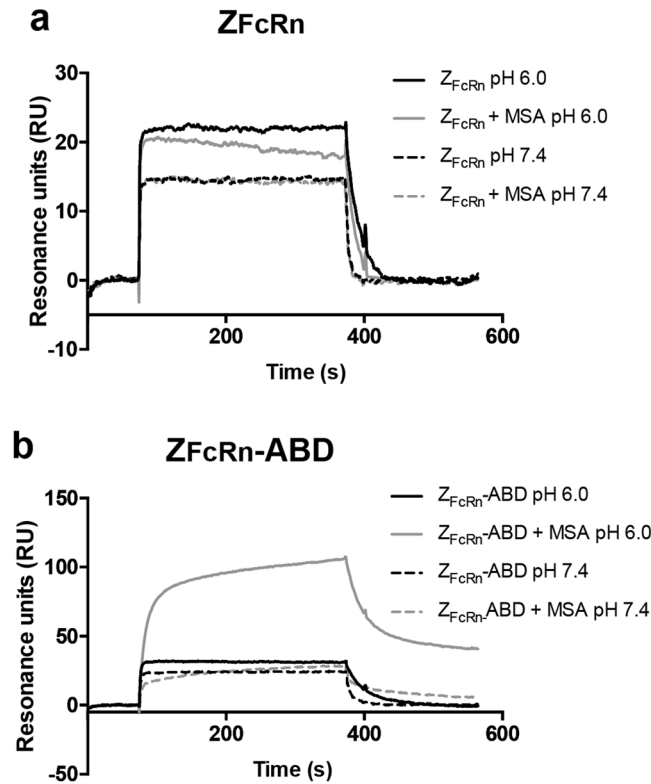 a
ZFcRn
30
20
10
0
-10
Resonance units (RU)
200
400
600
Time (s)
ZFcRn pH 6.0
ZFcRn + MSA pH 6.0
ZFcRn pH 7.4
ZFcRn + MSA pH 7.4
b
ZFcRn-ABD
150
100
50
0
-50
Resonance units (RU)
200
400
600
Time (s)
ZFcRn-ABD pH 6.0
ZFcRn-ABD + MSA pH 6.0
ZFcRn-ABD pH 7.4
ZFcRn-ABD + MSA pH 7.4